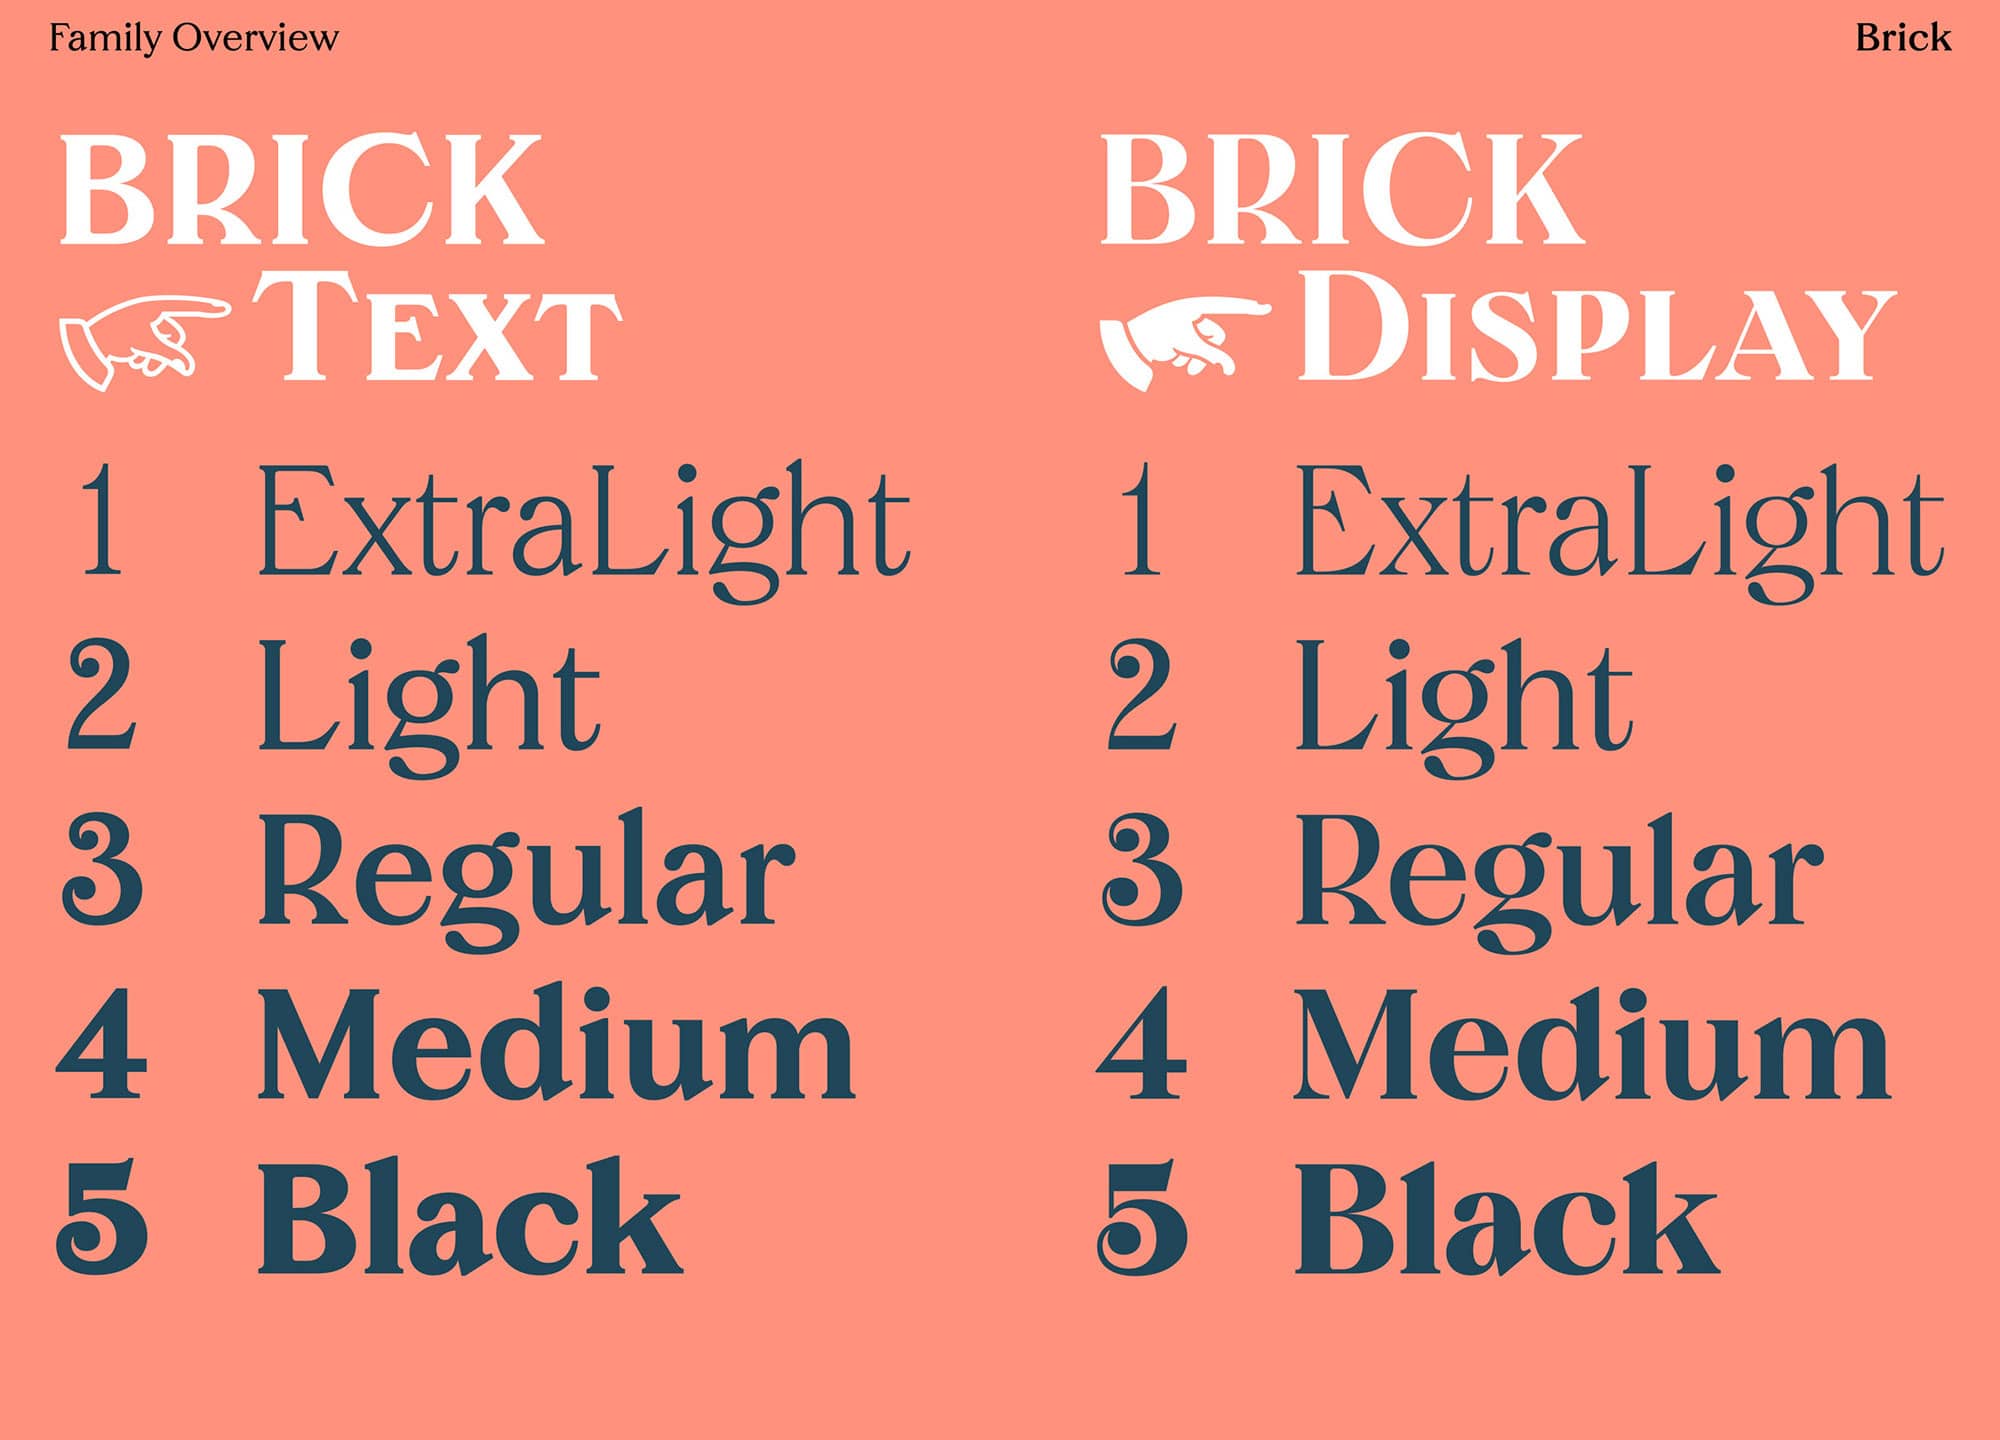 Family Overview
Brick
BRICK
TEXT
1 ExtraLight
2 Light
3 Regular
4 Medium
5 Black
BRICK
DISPLAY
1 ExtraLight
2 Light
3 Regular
4 Medium
5 Black